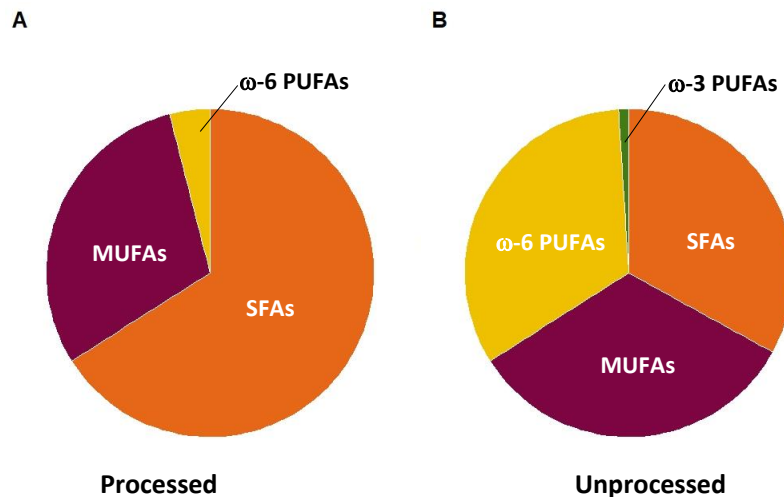 A
B
ω-6 PUFAs
ω-3 PUFAs
MUFAs
SFAs
ω-6 PUFAs
SFAs
MUFAs
Processed
Unprocessed